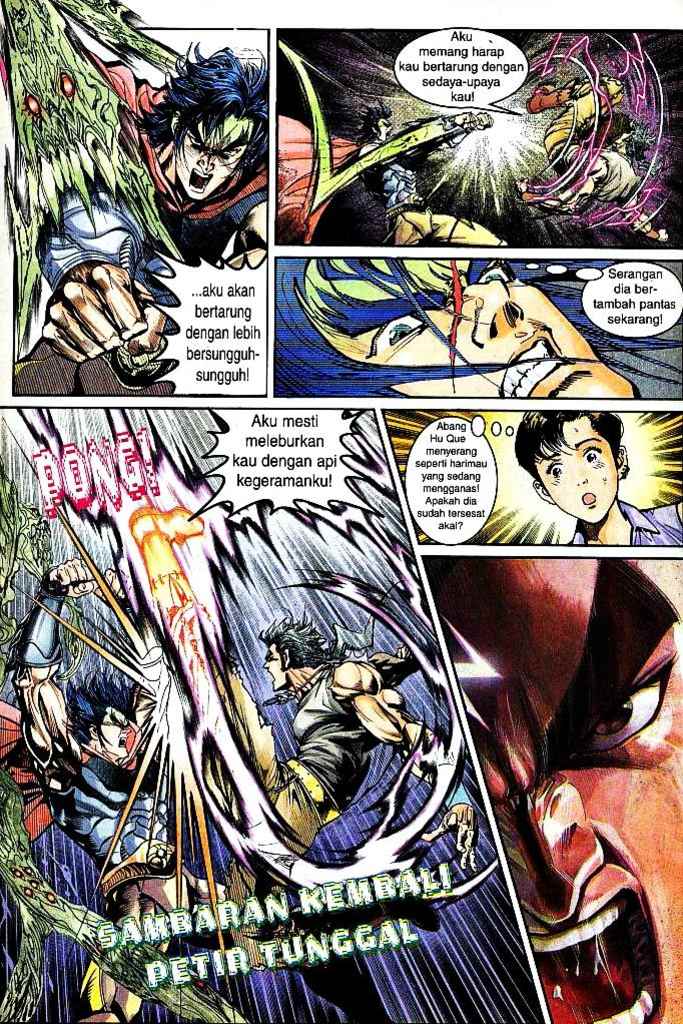 ...aku akan
bertarung
dengan lebih
bersungguh-
sungguh!
Aku
memang harap
kau bertarung dengan
sedaya-upaya
kau!
Serangan
dia ber-
tambah pantas
sekarang!
PONG!
Aku mesti
meleburkan
kau dengan api
kegeramanku!
Abang
Hu Que
menyerang
seperti harimau
yang sedang
mengganas!
Apakah dia
sudah tersesat
akal?
SAMBARAN KEMBALI
PETIR TUNGGAL